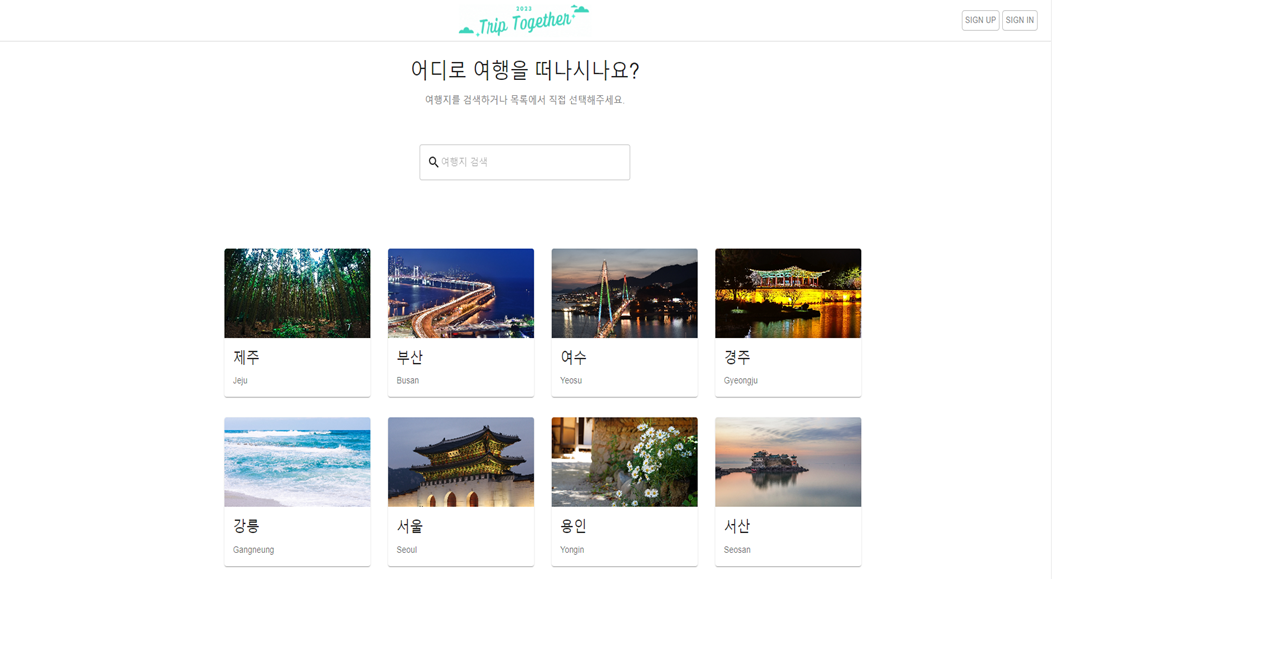 2023
Trip Together
SIGN UP SIGN IN
어디로 여행을 떠나시나요?
여행지를 검색하거나 목록에서 직접 선택해주세요.
여행지 검색
제주 부산 여수 경주
Jeju Busan Yeosu Gyeongju
강릉 서울 용인 서산
Gangneung Seoul Yongin Seosan